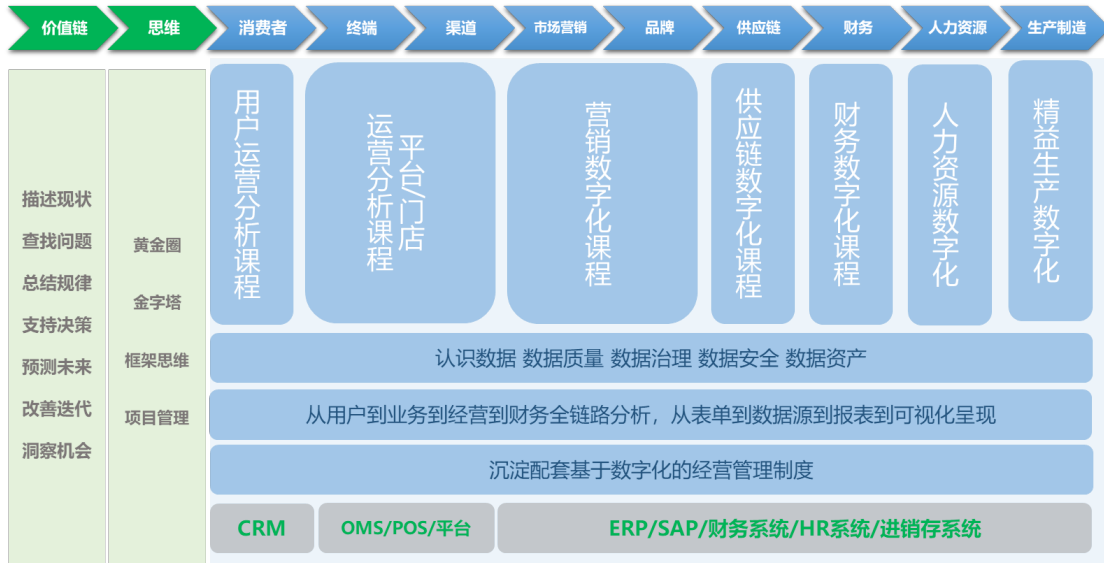 价值链
思维
消费者
终端
渠道
市场营销
品牌
供应链
财务
人力资源
生产制造
描述现状
查找问题
总结规律
支持决策
预测未来
改善迭代
洞察机会
黄金圈
金字塔
框架思维
项目管理
用户运营分析课程
平台/门店
运营分析课程
营销数字化课程
供应链数字化课程
财务数字化课程
人力资源数字化
精益生产数字化
认识数据 数据质量 数据治理 数据安全 数据资产
从用户到业务到经营到财务全链路分析，从表单到数据源到报表到可视化呈现
沉淀配套基于数字化的经营管理制度
CRM
OMS/POS/平台
ERP/SAP/财务系统/HR系统/进销存系统